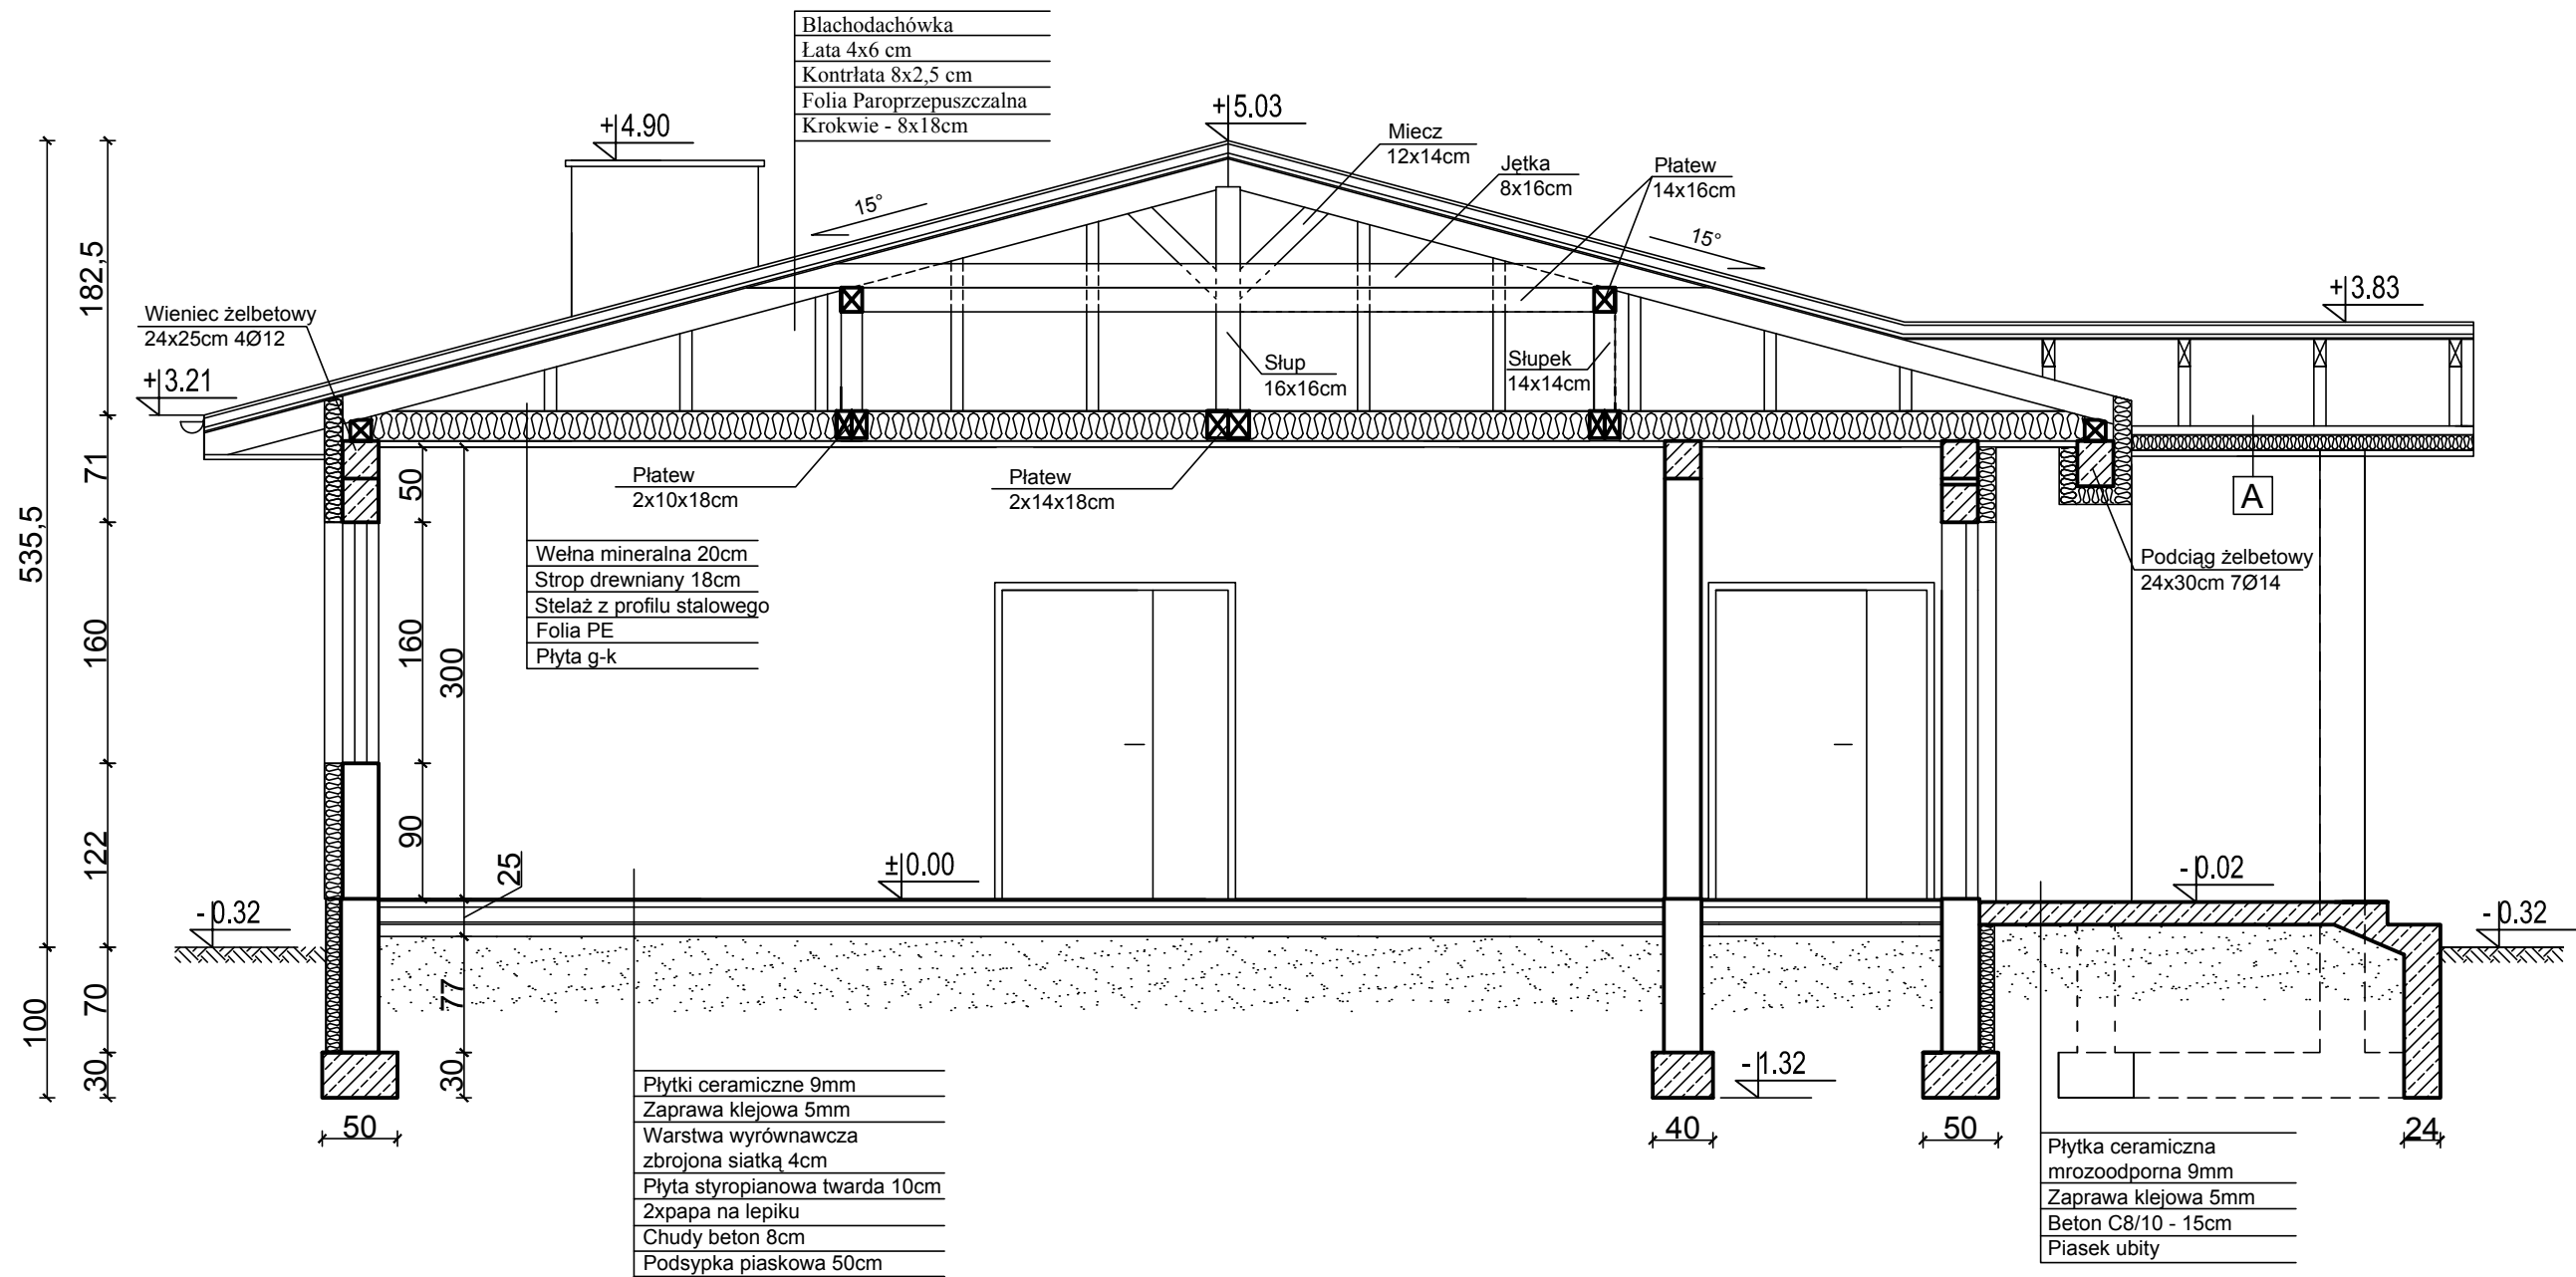 Blachodachówka
Łata 4x6 cm
Kontrłata 8x2,5 cm
Folia Paroprzepuszczalna
Krokwie - 8x18cm
+4.90
+5.03
Miecz
12x14cm
Jętka
8x16cm
Płatew
14x16cm
15°
15°
+3.83
Wieniec żelbetowy
24x25cm 4Ø12
+3.21
Słup
16x16cm
Słupek
14x14cm
Płatew
2x10x18cm
Płatew
2x14x18cm
A
Podciąg żelbetowy
24x30cm 7Ø14
Wełna mineralna 20cm
Strop drewniany 18cm
Stelaż z profilu stalowego
Folia PE
Płyta g-k
535,5
100
182,5
71
160
122
70
30
50
160
90
300
25
77
30
±0.00
-0.02
-0.32
-0.32
-1.32
50
40
50
24
Płytki ceramiczne 9mm
Zaprawa klejowa 5mm
Warstwa wyrównawcza
zbrojona siatką 4cm
Płyta styropianowa twarda 10cm
2xpapa na lepiku
Chudy beton 8cm
Podsypka piaskowa 50cm
Płytka ceramiczna
mrozoodporna 9mm
Zaprawa klejowa 5mm
Beton C8/10 - 15cm
Piasek ubity